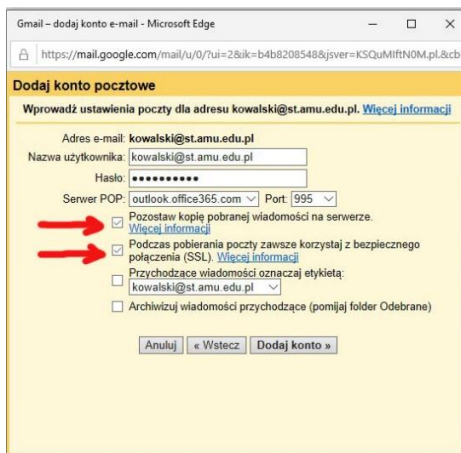 Gmail – dodaj konto e-mail - Microsoft Edge
https://mail.google.com/mail/u/0/?ui=2&ik=b4b8208548&jsver=KSQuMIftN0M.pl.&cb
Dodaj konto pocztowe
Wprowadź ustawienia poczty dla adresu kowalski@st.amu.edu.pl. Więcej informacji
Adres e-mail: kowalski@st.amu.edu.pl
Nazwa użytkownika: kowalski@st.amu.edu.pl
Hasło: ●●●●●●●●●●
Serwer POP: outlook.office365.com Port: 995
Pozostaw kopię pobranej wiadomości na serwerze.
Więcej informacji
Podczas pobierania poczty zawsze korzystaj z bezpiecznego
połączenia (SSL). Więcej informacji
Przychodzące wiadomości oznaczaj etykietą:
kowalski@st.amu.edu.pl
Archiwizuj wiadomości przychodzące (pomijaj folder Odebrane)
Anuluj « Wstecz Dodaj konto »